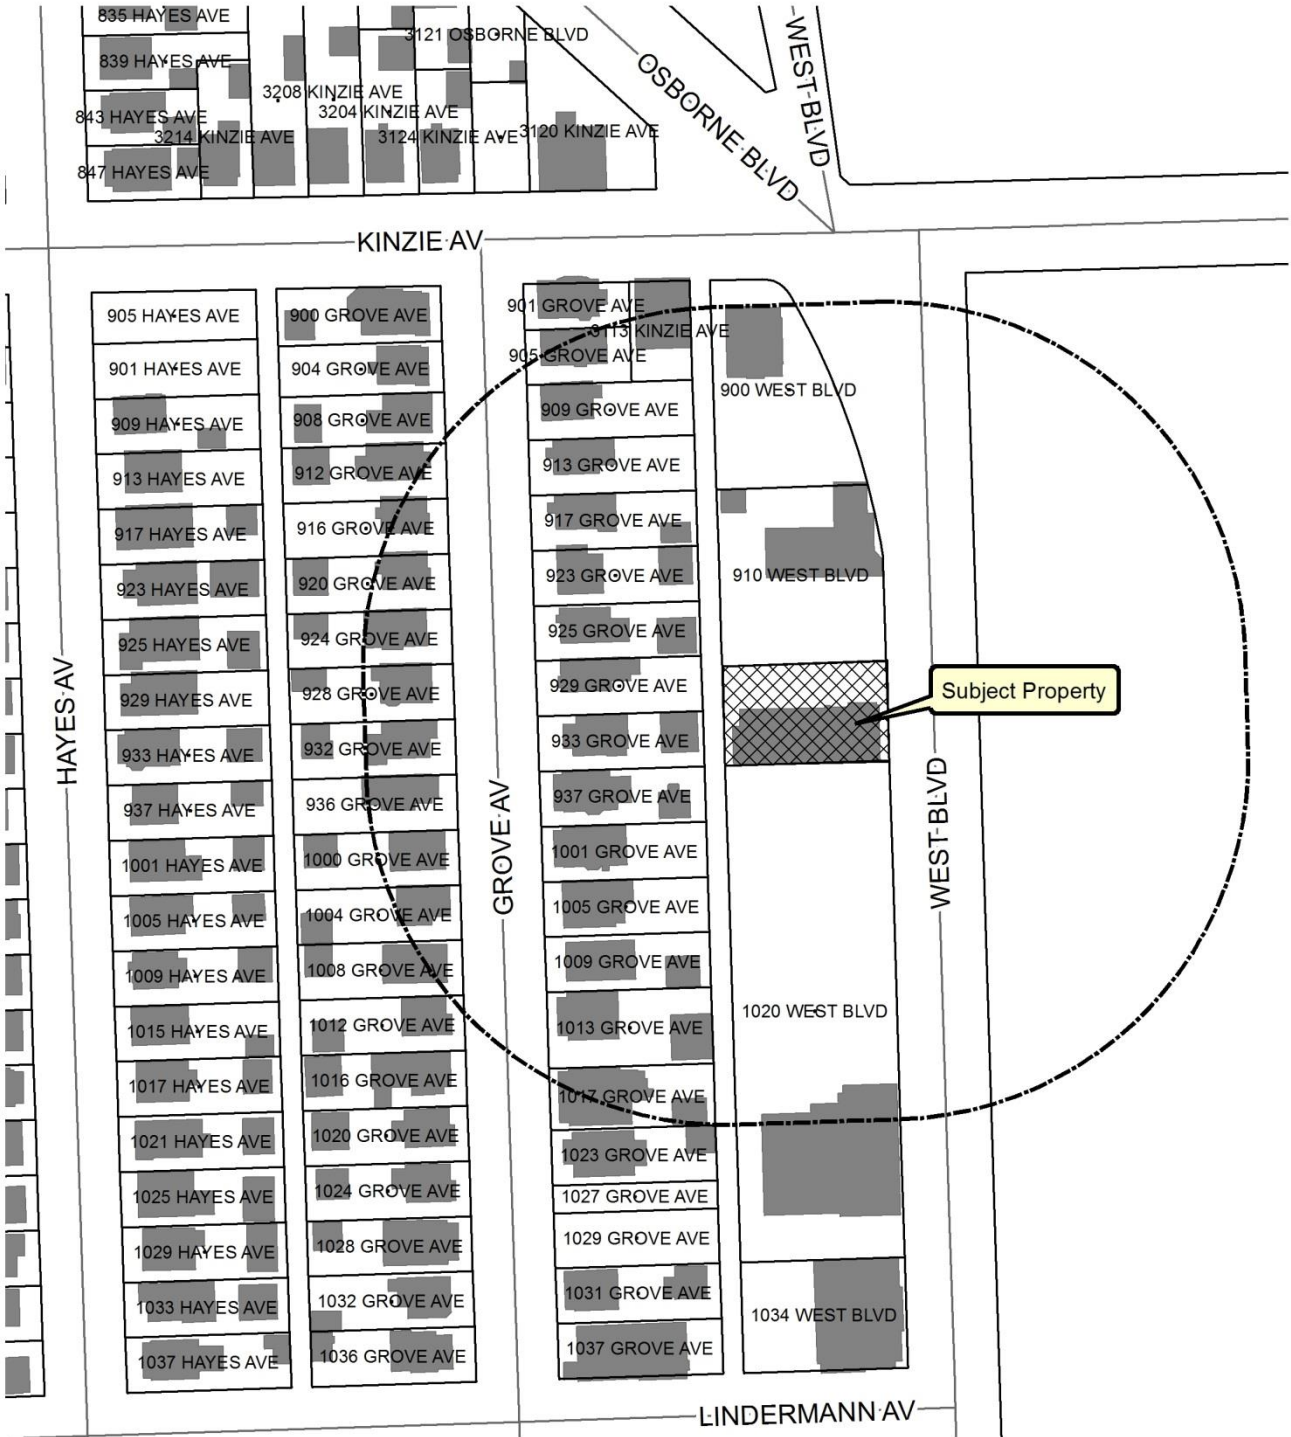 835 HAYES AVE
839 HAYES AVE
843 HAYES AVE
847 HAYES AVE
3121 OSBORNE BLVD
3208 KINZIE AVE
3204 KINZIE AVE
3214 KINZIE AVE
3124 KINZIE AVE
3120 KINZIE AVE
OSBORNE BLVD
WEST BLVD
KINZIE AV
905 HAYES AVE
901 HAYES AVE
909 HAYES AVE
913 HAYES AVE
917 HAYES AVE
923 HAYES AVE
925 HAYES AVE
929 HAYES AVE
933 HAYES AVE
937 HAYES AVE
1001 HAYES AVE
1005 HAYES AVE
1009 HAYES AVE
1015 HAYES AVE
1017 HAYES AVE
1021 HAYES AVE
1025 HAYES AVE
1029 HAYES AVE
1033 HAYES AVE
1037 HAYES AVE
HAYES AV
900 GROVE AVE
904 GROVE AVE
908 GROVE AVE
912 GROVE AVE
916 GROVE AVE
920 GROVE AVE
924 GROVE AVE
928 GROVE AVE
932 GROVE AVE
936 GROVE AVE
1000 GROVE AVE
1004 GROVE AVE
1008 GROVE AVE
1012 GROVE AVE
1016 GROVE AVE
1020 GROVE AVE
1024 GROVE AVE
1028 GROVE AVE
1032 GROVE AVE
1036 GROVE AVE
GROVE AV
901 GROVE AVE
3113 KINZIE AVE
905 GROVE AVE
909 GROVE AVE
913 GROVE AVE
917 GROVE AVE
923 GROVE AVE
925 GROVE AVE
929 GROVE AVE
933 GROVE AVE
937 GROVE AVE
1001 GROVE AVE
1005 GROVE AVE
1009 GROVE AVE
1013 GROVE AVE
1017 GROVE AVE
1023 GROVE AVE
1027 GROVE AVE
1029 GROVE AVE
1031 GROVE AVE
1037 GROVE AVE
900 WEST BLVD
910 WEST BLVD
Subject Property
WEST BLVD
1020 WEST BLVD
1034 WEST BLVD
LINDERMANN AV